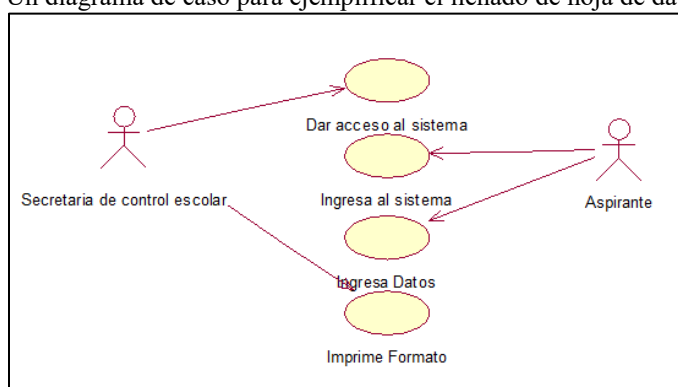 Un diagrama de caso para ejemplificar el llenado de hoja de da
Dar acceso al sistema
Secretaria de control escolar
Ingresa al sistema
Aspirante
Ingresa Datos
Imprime Formato